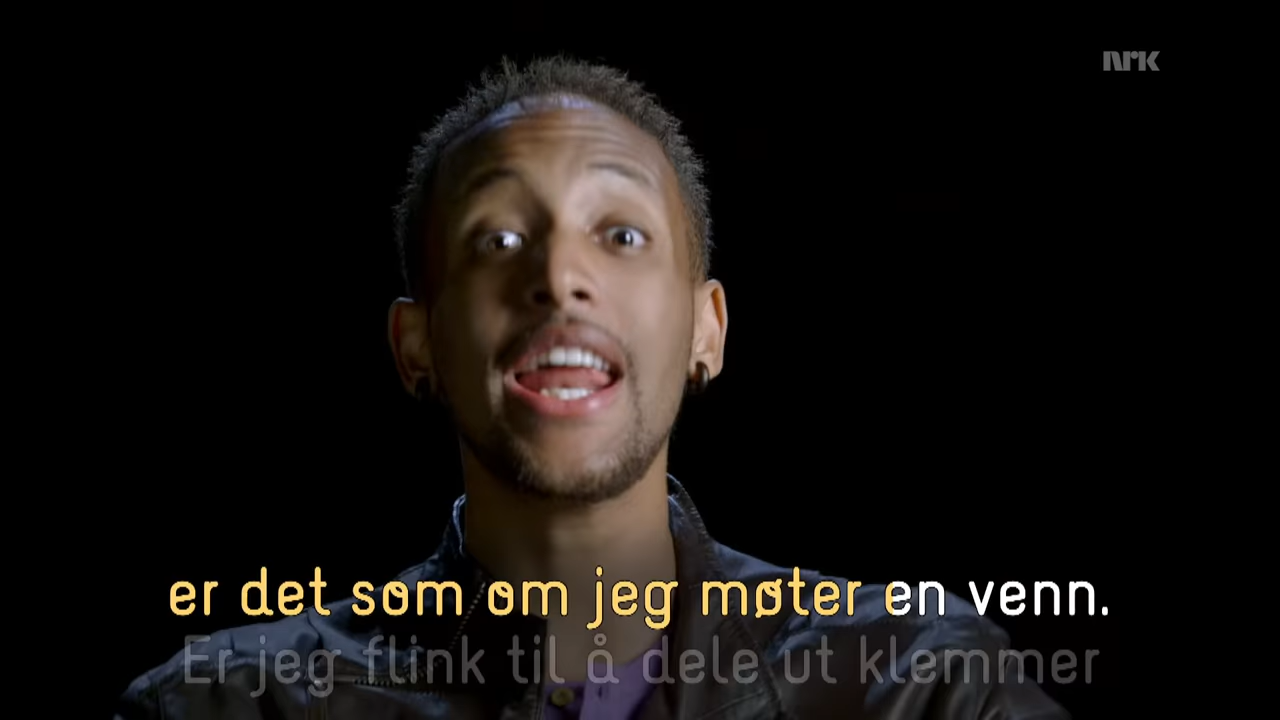 nrk
er det som om jeg møter en venn.
Er jeg flink til å dele ut klemmer